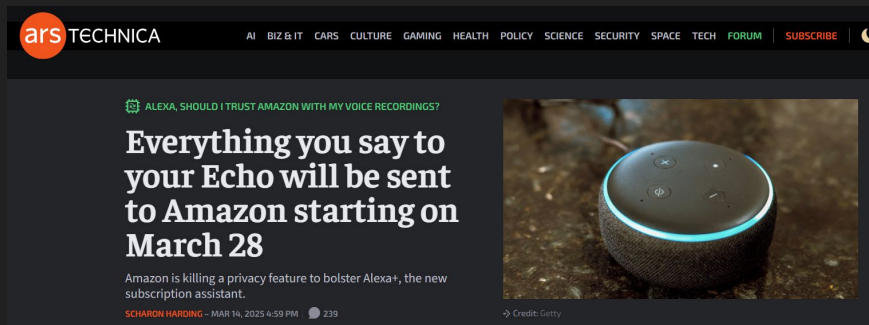 ars TECHNICA
AI BIZ & IT CARS CULTURE GAMING HEALTH POLICY SCIENCE SECURITY SPACE TECH FORUM SUBSCRIBE
ALEXA, SHOULD I TRUST AMAZON WITH MY VOICE RECORDINGS?
Everything you say to
your Echo will be sent
to Amazon starting on
March 28
Amazon is killing a privacy feature to bolster Alexa+, the new
subscription assistant.
SCHARON HARDING – MAR 14, 2025 4:59 PM | 239
Credit: Getty